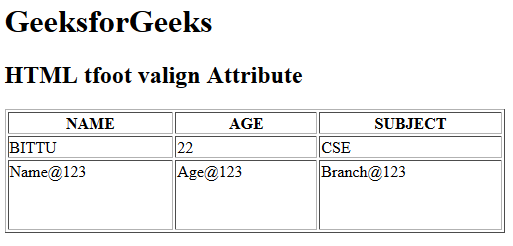 GeeksforGeeks
HTML tfoot valign Attribute
NAME AGE SUBJECT
BITTU 22 CSE
Name@123 Age@123 Branch@123